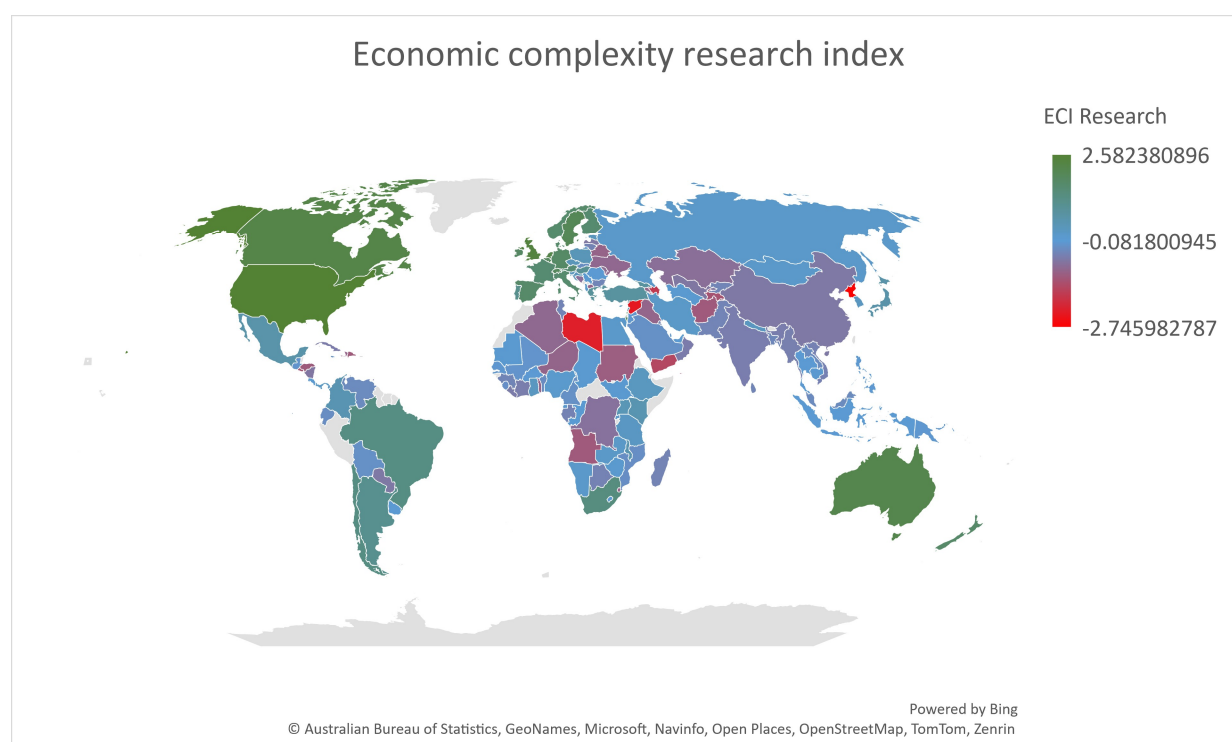 Economic complexity research index
ECI Research
2.582380896
-0.081800945
-2.745982787
Powered by Bing
© Australian Bureau of Statistics, GeoNames, Microsoft, Navinfo, Open Places, OpenStreetMap, TomTom, Zenrin